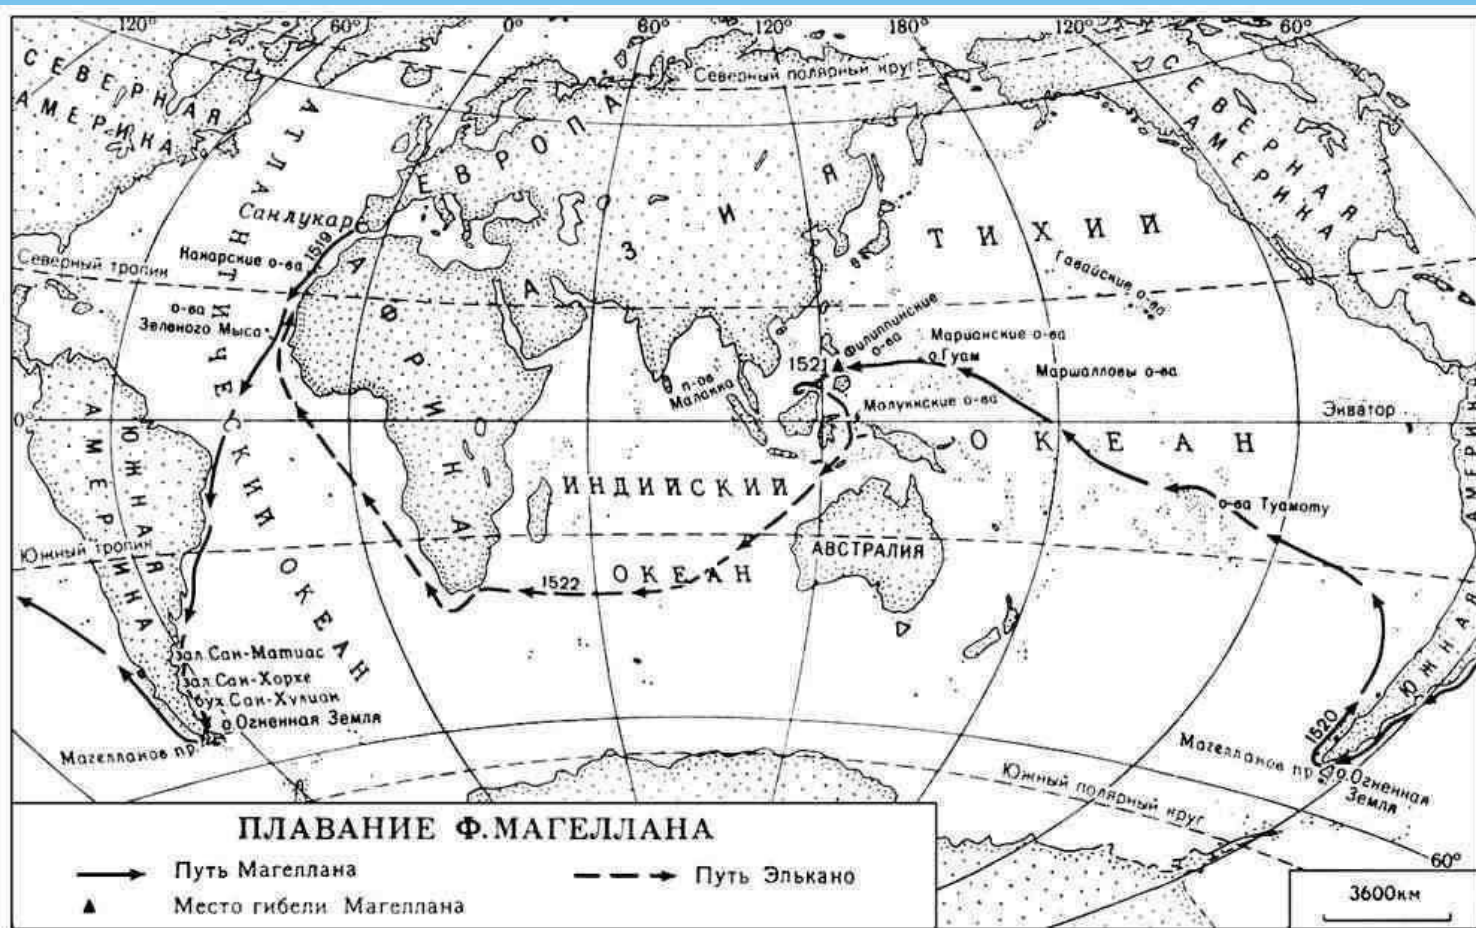 120°
60°
0°
60°
120°
180°
120°
60°
СЕВЕРНАЯ
АМЕРИКА
Северный полярный круг
СЕВЕРНАЯ
АМЕРИКА
АТЛАНТИЧЕСКИЙ ОКЕАН
ЕВРОПА
АЗИЯ
Санлукар
1519
ТИХИЙ
Канарские о-ва
Северный тропик
АФРИКА
Гавайские о-ва
о-ва
Зеленого Мыса
Филиппинские
о-ва
Марианские о-ва
о Гуам
1521
п-ов
Малакка
Маршалловы о-ва
Молуккские о-ва
0°
Экватор
ОКЕАН
ЮЖНАЯ
АМЕРИКА
ИНДИЙСКИЙ
о-ва Туамоту
Южный тропик
АВСТРАЛИЯ
1522
ОКЕАН
зал. Сан-Матиас
зал Сан-Хорхе
бух. Сан-Хулиан
о Огненная Земля
Магелланов пр.
ЮЖНАЯ
АМЕРИ
1520
Магелланов пр.
о. Огненная
Земля
Южный полярный круг
60°
ПЛАВАНИЕ Ф.МАГЕЛЛАНА
Путь Магеллана
Путь Элькано
Место гибели Магеллана
3600км